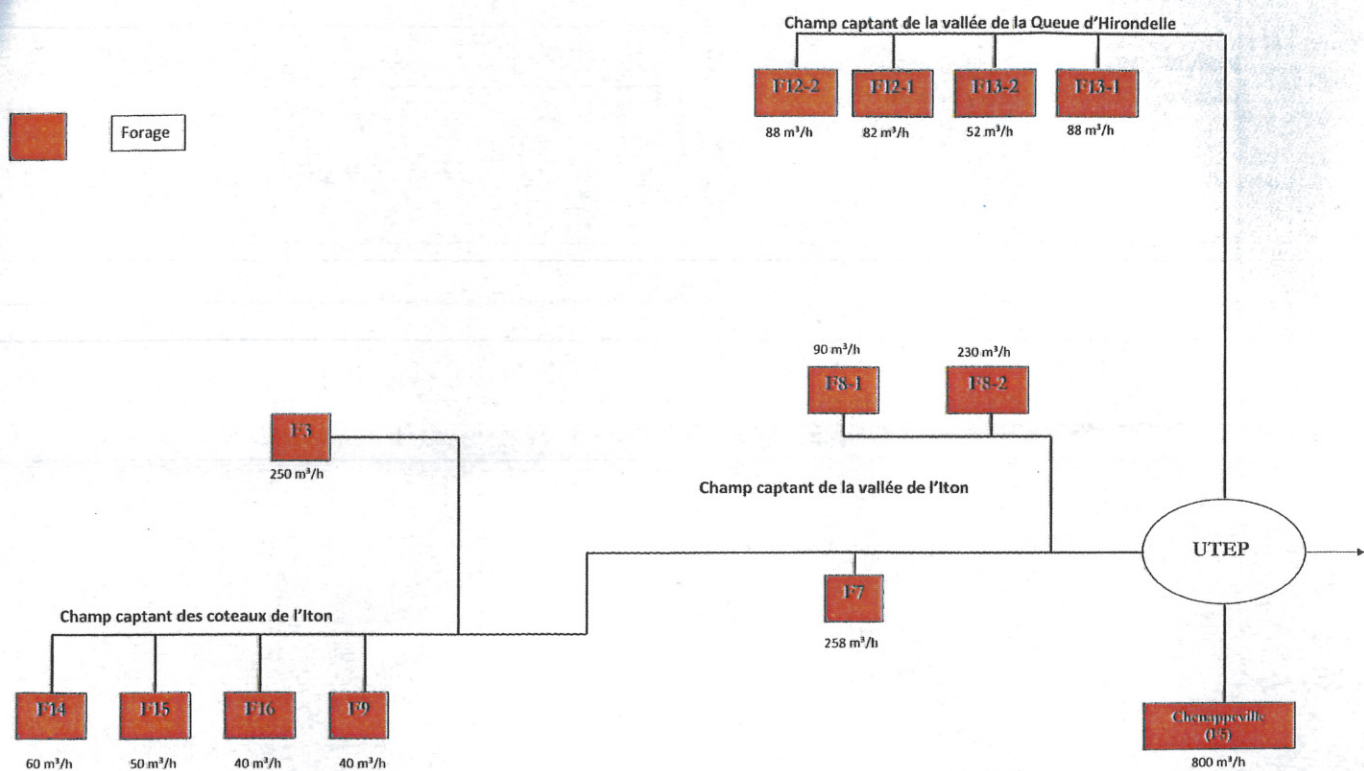 Champ captant de la vallée de la Queue d'Hirondelle
F12-2
F12-1
F13-2
F13-1
88 m³/h
82 m³/h
52 m³/h
88 m³/h
Forage
90 m³/h
230 m³/h
F8-1
F8-2
F3
250 m³/h
Champ captant de la vallée de l'Iton
UTEP
F7
258 m³/h
Champ captant des coteaux de l'Iton
F14
F15
F16
F9
60 m³/h
50 m³/h
40 m³/h
40 m³/h
Chenappeville
(F5)
800 m³/h